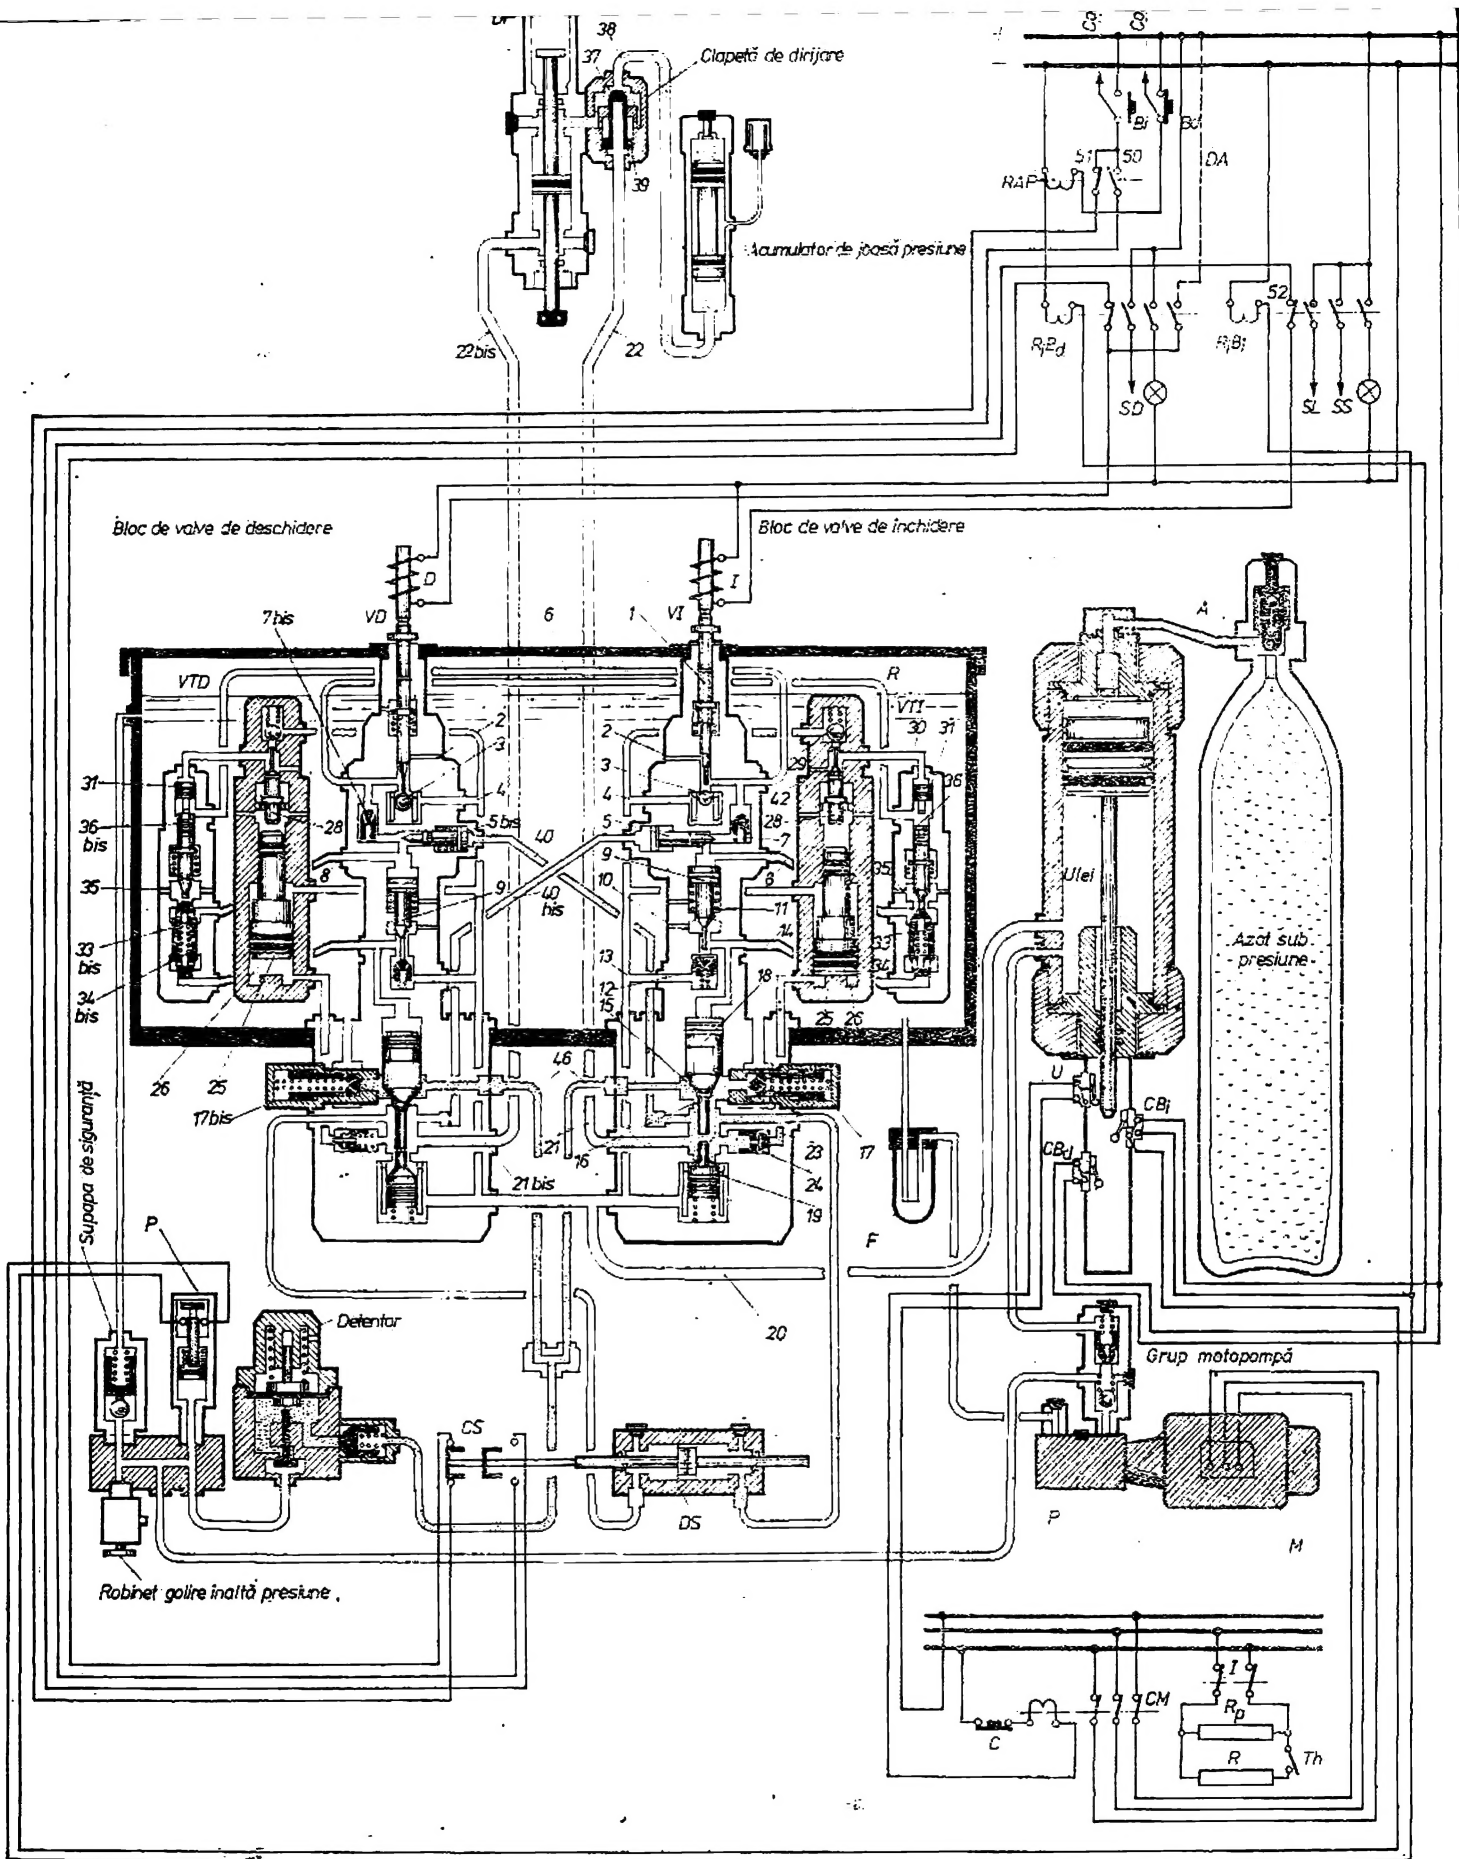 38
37
Clapetă de dirijare
39
Acumulator de joasă presiune
22bis
22
+
−
Bi
Bd
51
50
DA
RAP
52
SD
SL SS
Bloc de valve de deschidere
Bloc de valve de închidere
D
I
7bis
VD
6
1
VI
VTD
R
VTI
A
2
3
4
2
3
4
30
31
29
42
28
36
31
36
bis
28
5bis
40
5
7
8
9
40
bis
9
10
8
11
14
35
35
33
bis
34
bis
13
12
15
18
33
34
Ulei
Azot sub
presiune
26
25
25
26
17bis
46
21
16
21bis
23
24
19
17
U
CBi
CBd
Supapa de siguranță
P
F
Detentor
20
Grup motopompă
CS
DS
P
M
Robinet golire înaltă presiune
I
CM
Rp
C
R
Th